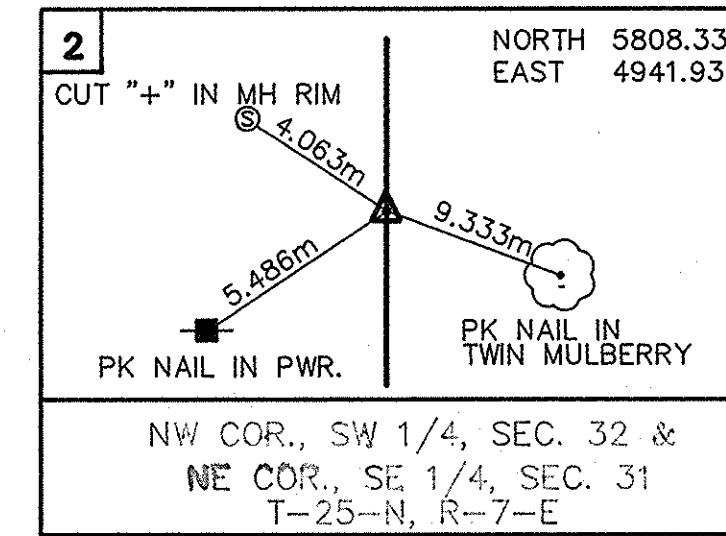 2
NORTH 5808.33
EAST 4941.93
CUT "+" IN MH RIM
S
4.063m
9.333m
5.486m
PK NAIL IN PWR.
PK NAIL IN
TWIN MULBERRY
NW COR., SW 1/4, SEC. 32 &
NE COR., SE 1/4, SEC. 31
T-25-N, R-7-E